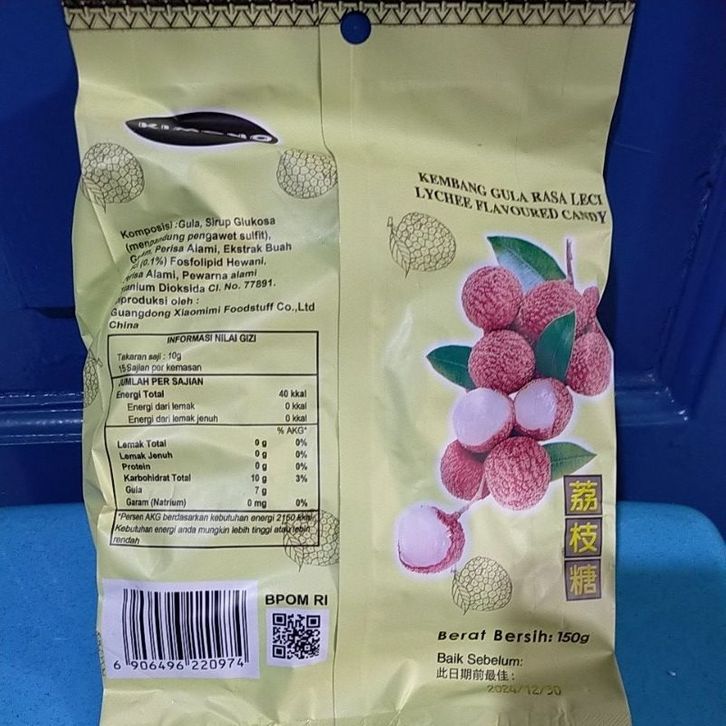 KIMCHO
Komposisi :Gula, Sirup Glukosa
(mengandung pengawet sulfit),
Perisa Alami, Ekstrak Buah
(0.1%) Fosfolipid Hewani,
Alami, Pewarna alami
Dioksida CI. No. 77891.
oleh :
Guangdong Xiaomimi Foodstuff Co.,Ltd
China
INFORMASI NILAI GIZI
Takaran saji : 10g
15 Sajian per kemasan
JUMLAH PER SAJIAN
Energi Total 40 kkal
Energi dari lemak 0 kkal
Energi dari lemak jenuh 0 kkal
% AKG*
Lemak Total 0 g 0%
Lemak Jenuh 0 g 0%
Protein 0 g 0%
Karbohidrat Total 10 g 3%
Gula 7 g
Garam (Natrium) 0 mg 0%
*Persen AKG berdasarkan kebutuhan energi 2150 kkal.
Kebutuhan energi anda mungkin lebih tinggi atau lebih
rendah
6 906496 220974
BPOM RI
KEMBANG GULA RASA LECI
LYCHEE FLAVOURED CANDY
荔
枝
糖
Berat Bersih: 150g
Baik Sebelum:
此日期前最佳：
2024/12/30